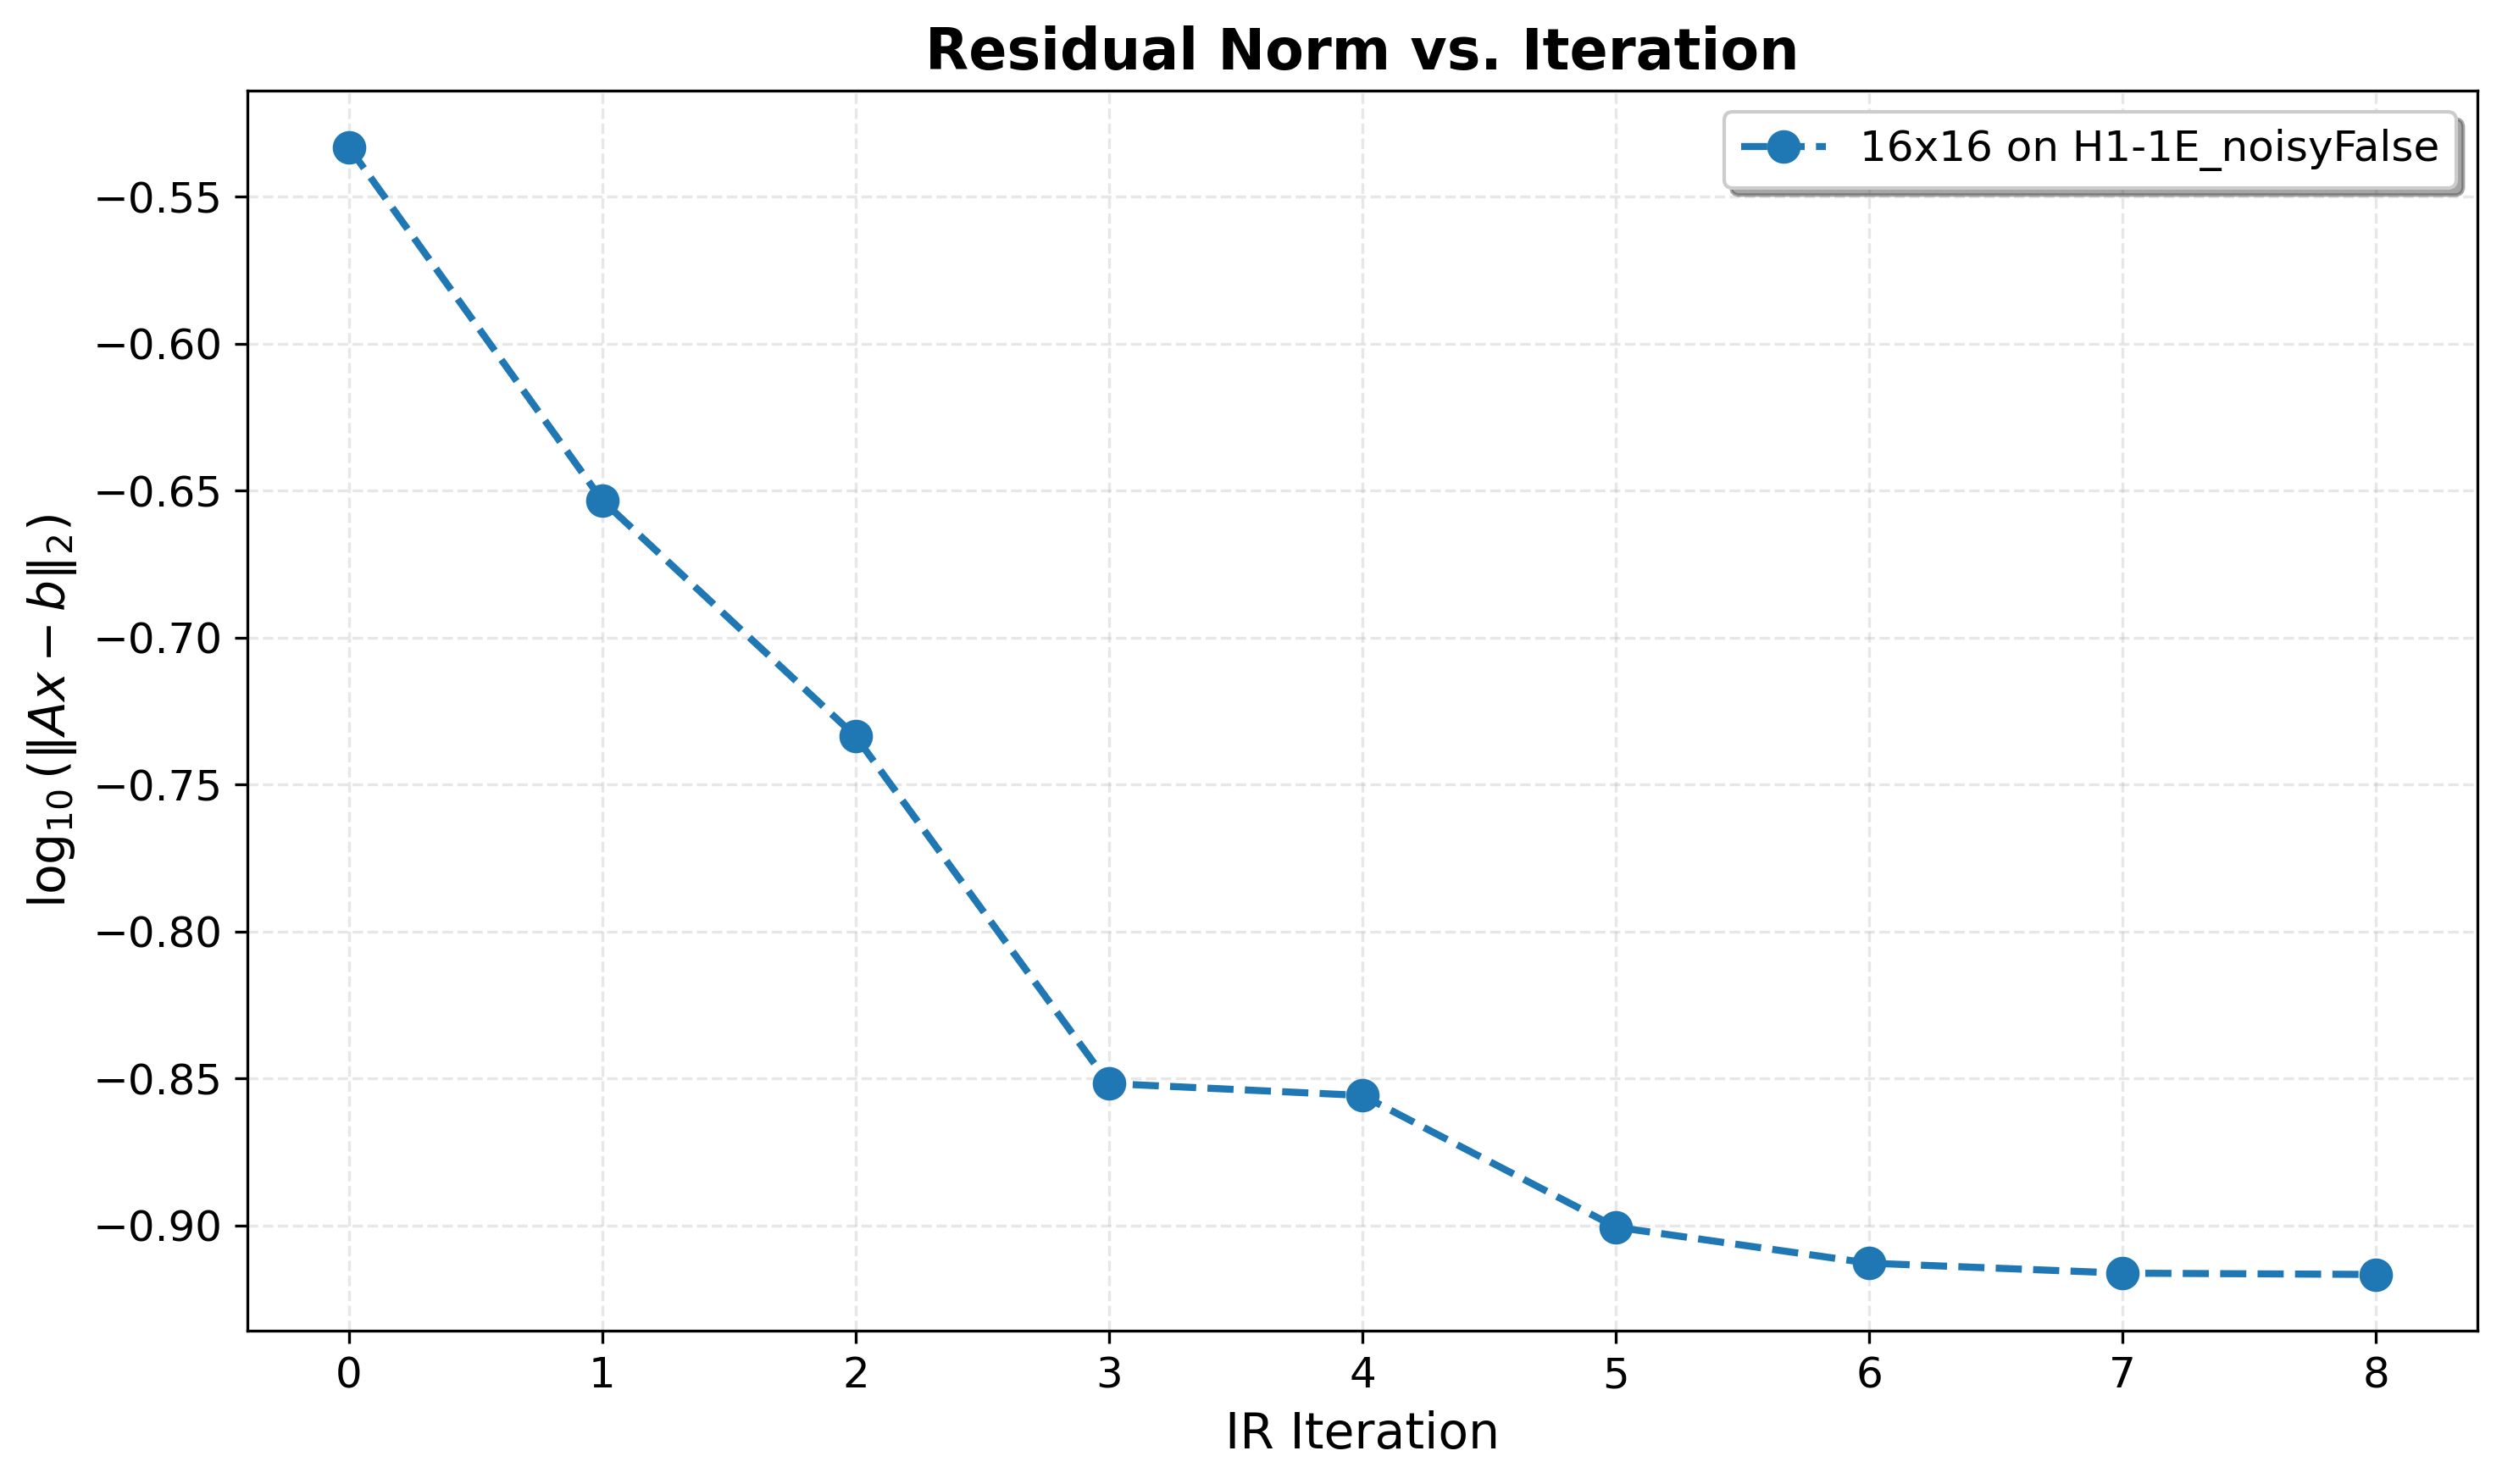 Residual Norm vs. Iteration
16x16 on H1-1E_noisyFalse
log₁₀ (‖Ax − b‖₂)
−0.55
−0.60
−0.65
−0.70
−0.75
−0.80
−0.85
−0.90
0 1 2 3 4 5 6 7 8
IR Iteration